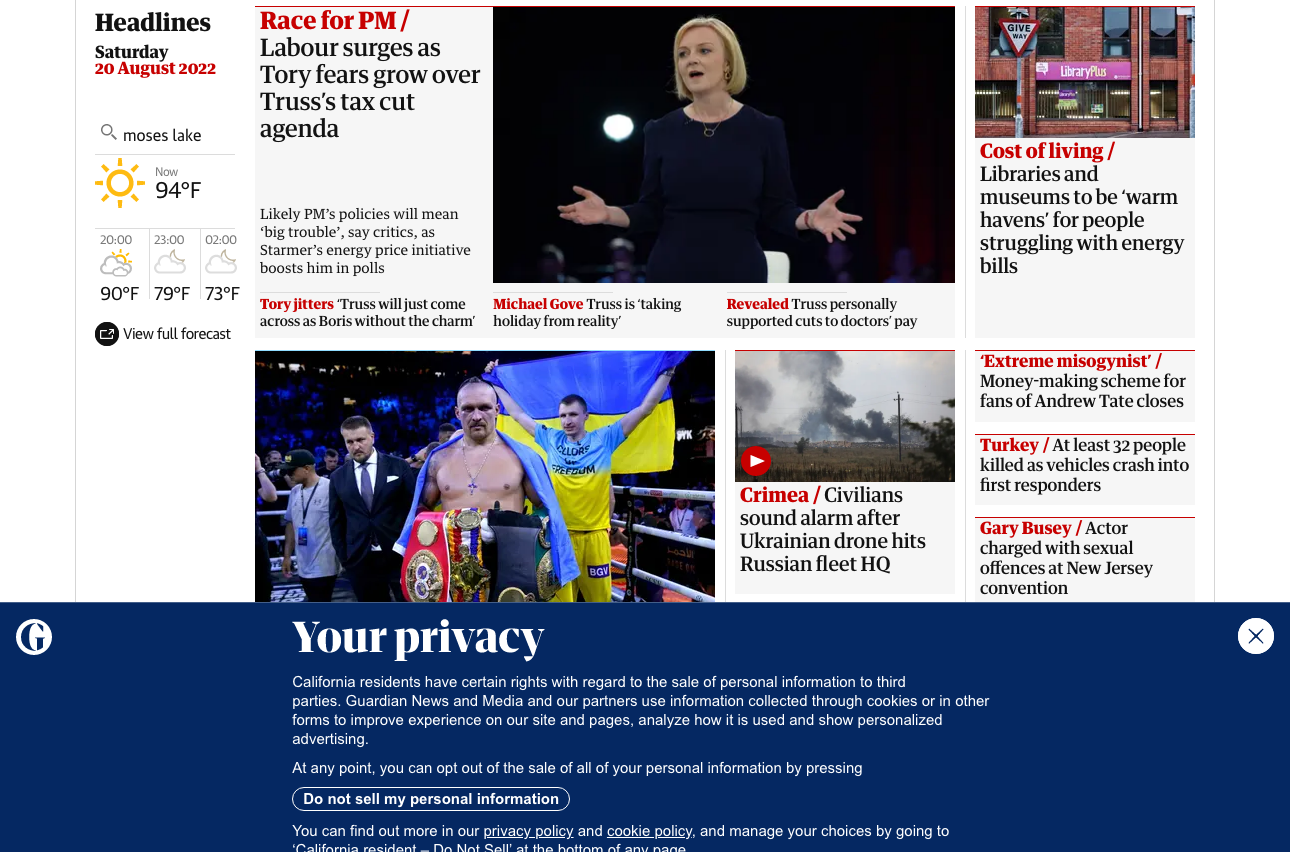 Headlines
Saturday
20 August 2022
moses lake
Now
94°F
20:00
23:00
02:00
90°F
79°F
73°F
View full forecast
Race for PM /
Labour surges as
Tory fears grow over
Truss’s tax cut
agenda
Likely PM’s policies will mean
‘big trouble’, say critics, as
Starmer’s energy price initiative
boosts him in polls
Tory jitters ‘Truss will just come
across as Boris without the charm’
Michael Gove Truss is ‘taking
holiday from reality’
Revealed Truss personally
supported cuts to doctors’ pay
GIVE
WAY
LibraryPlus
Cost of living /
Libraries and
museums to be ‘warm
havens’ for people
struggling with energy
bills
COLORS
OF
FREEDOM
BGV
Crimea / Civilians
sound alarm after
Ukrainian drone hits
Russian fleet HQ
‘Extreme misogynist’ /
Money-making scheme for
fans of Andrew Tate closes
Turkey / At least 32 people
killed as vehicles crash into
first responders
Gary Busey / Actor
charged with sexual
offences at New Jersey
convention
Your privacy
California residents have certain rights with regard to the sale of personal information to third
parties. Guardian News and Media and our partners use information collected through cookies or in other
forms to improve experience on our site and pages, analyze how it is used and show personalized
advertising.
At any point, you can opt out of the sale of all of your personal information by pressing
Do not sell my personal information
You can find out more in our privacy policy and cookie policy, and manage your choices by going to
‘California resident – Do Not Sell’ at the bottom of any page.